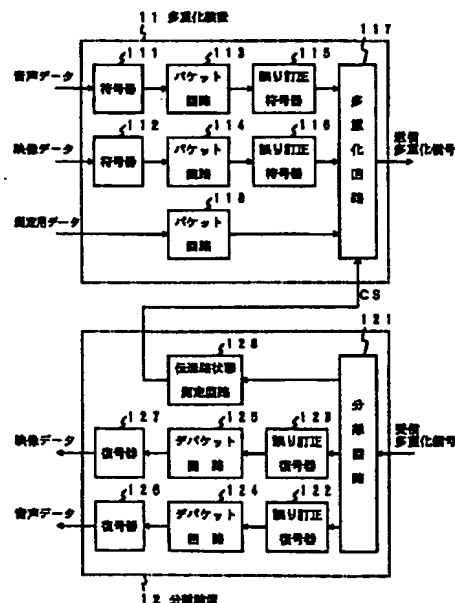 11 多重化装置
117
111
113
115
音声データ
符号器
パケット
回路
誤り訂正
符号器
多重化回路
112
114
116
映像データ
符号器
パケット
回路
誤り訂正
符号器
送信
多重化信号
118
測定用データ
パケット
回路
CS
121
128
伝送路状態
測定回路
分離回路
127
125
123
映像データ
復号器
デパケット
回路
誤り訂正
復号器
受信
多重化信号
126
124
122
音声データ
復号器
デパケット
回路
誤り訂正
復号器
12 分離装置